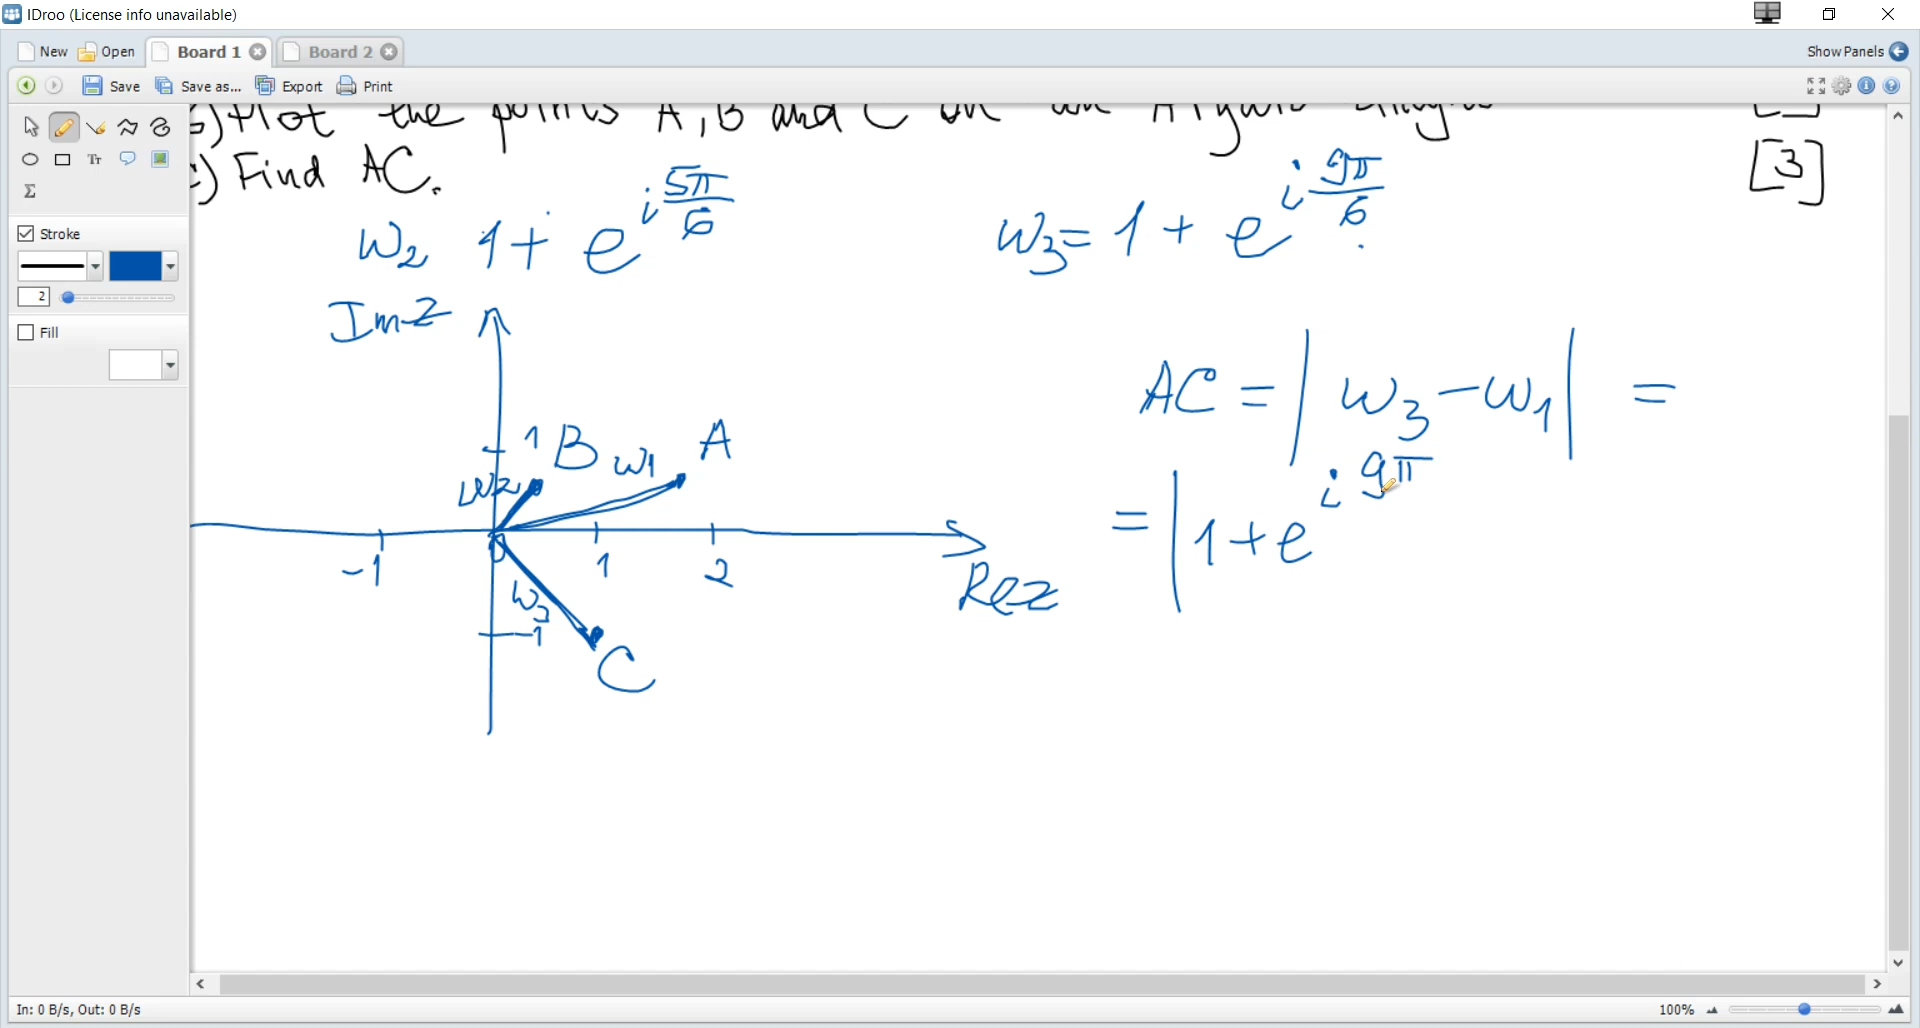 IDroo (License info unavailable)
New Open Board 1 Board 2 Show Panels
Save Save as... Export Print
Plot the points A, B and C on an
c) Find AC. [3]
Stroke
2
Fill
w₂ 1 + e^{i 5π/6} w₃ = 1 + e^{i 9π/6}.
Im z
AC = | w₃ - w₁ | =
= | 1 + e^{i 9π
1 B w₁ A
w₂
-1 0 1 2
Re z
w₃
-1
C
In: 0 B/s, Out: 0 B/s 100%